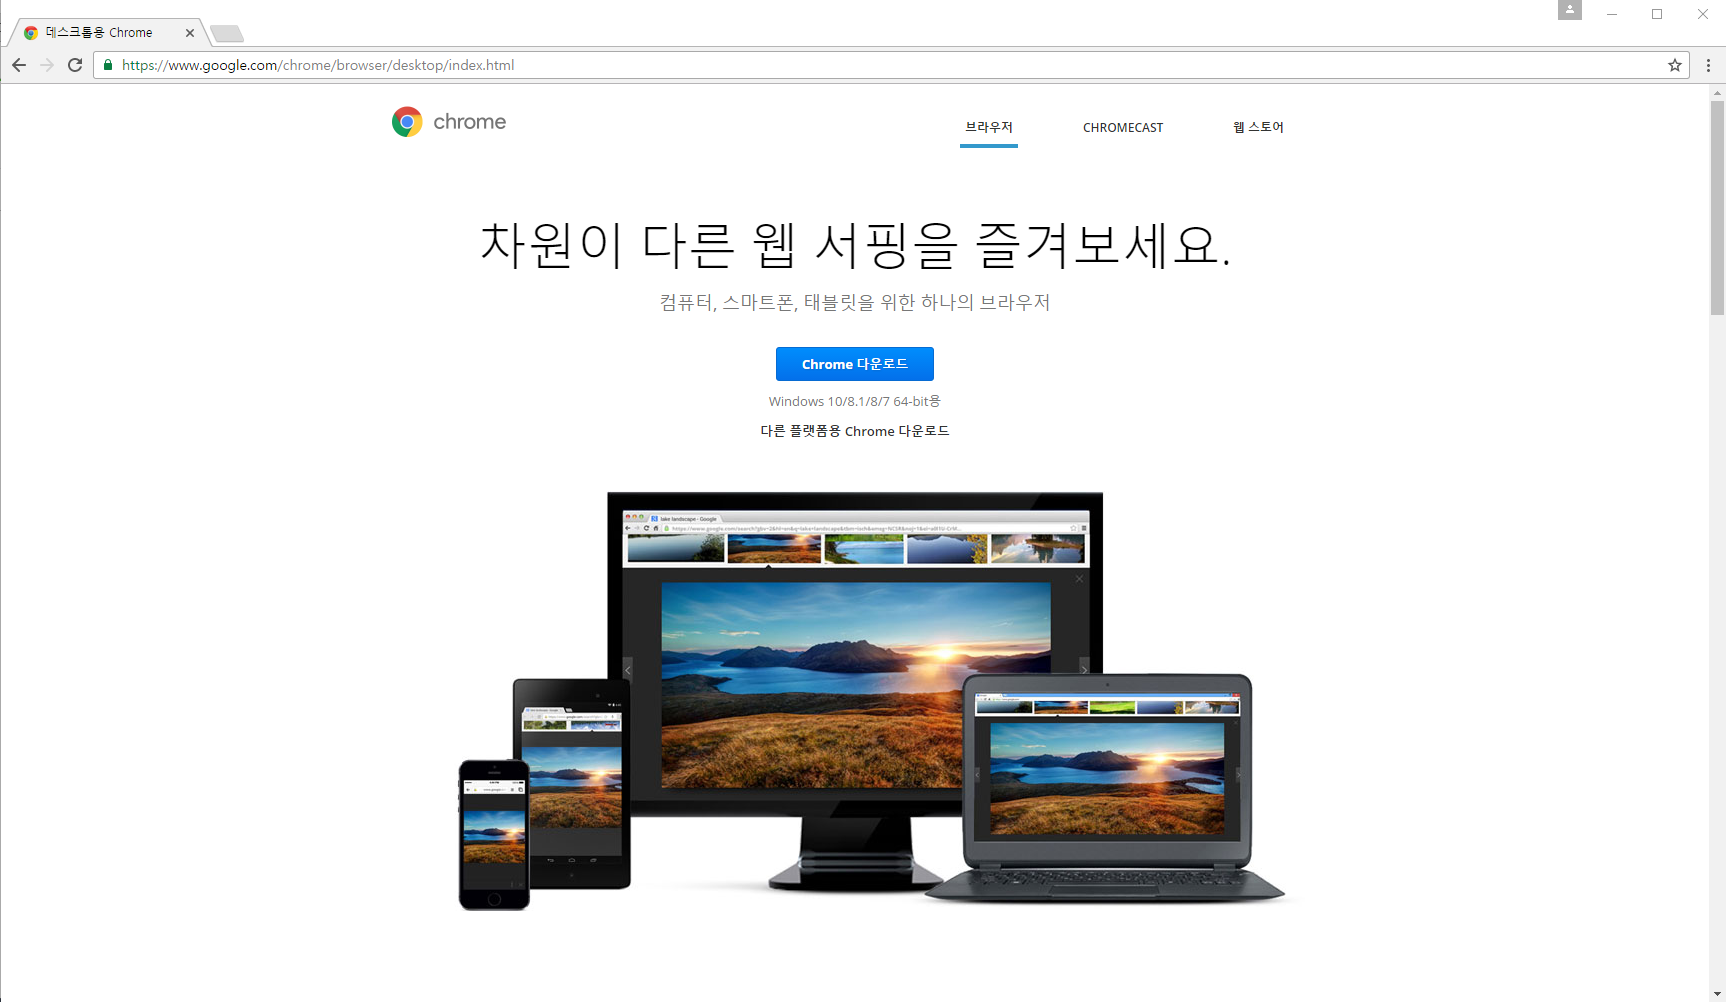 데스크톱용 Chrome
https://www.google.com/chrome/browser/desktop/index.html
chrome
브라우저
CHROMECAST
웹 스토어
차원이 다른 웹 서핑을 즐겨보세요.
컴퓨터, 스마트폰, 태블릿을 위한 하나의 브라우저
Chrome 다운로드
Windows 10/8.1/8/7 64-bit용
다른 플랫폼용 Chrome 다운로드
lake landscape - Google